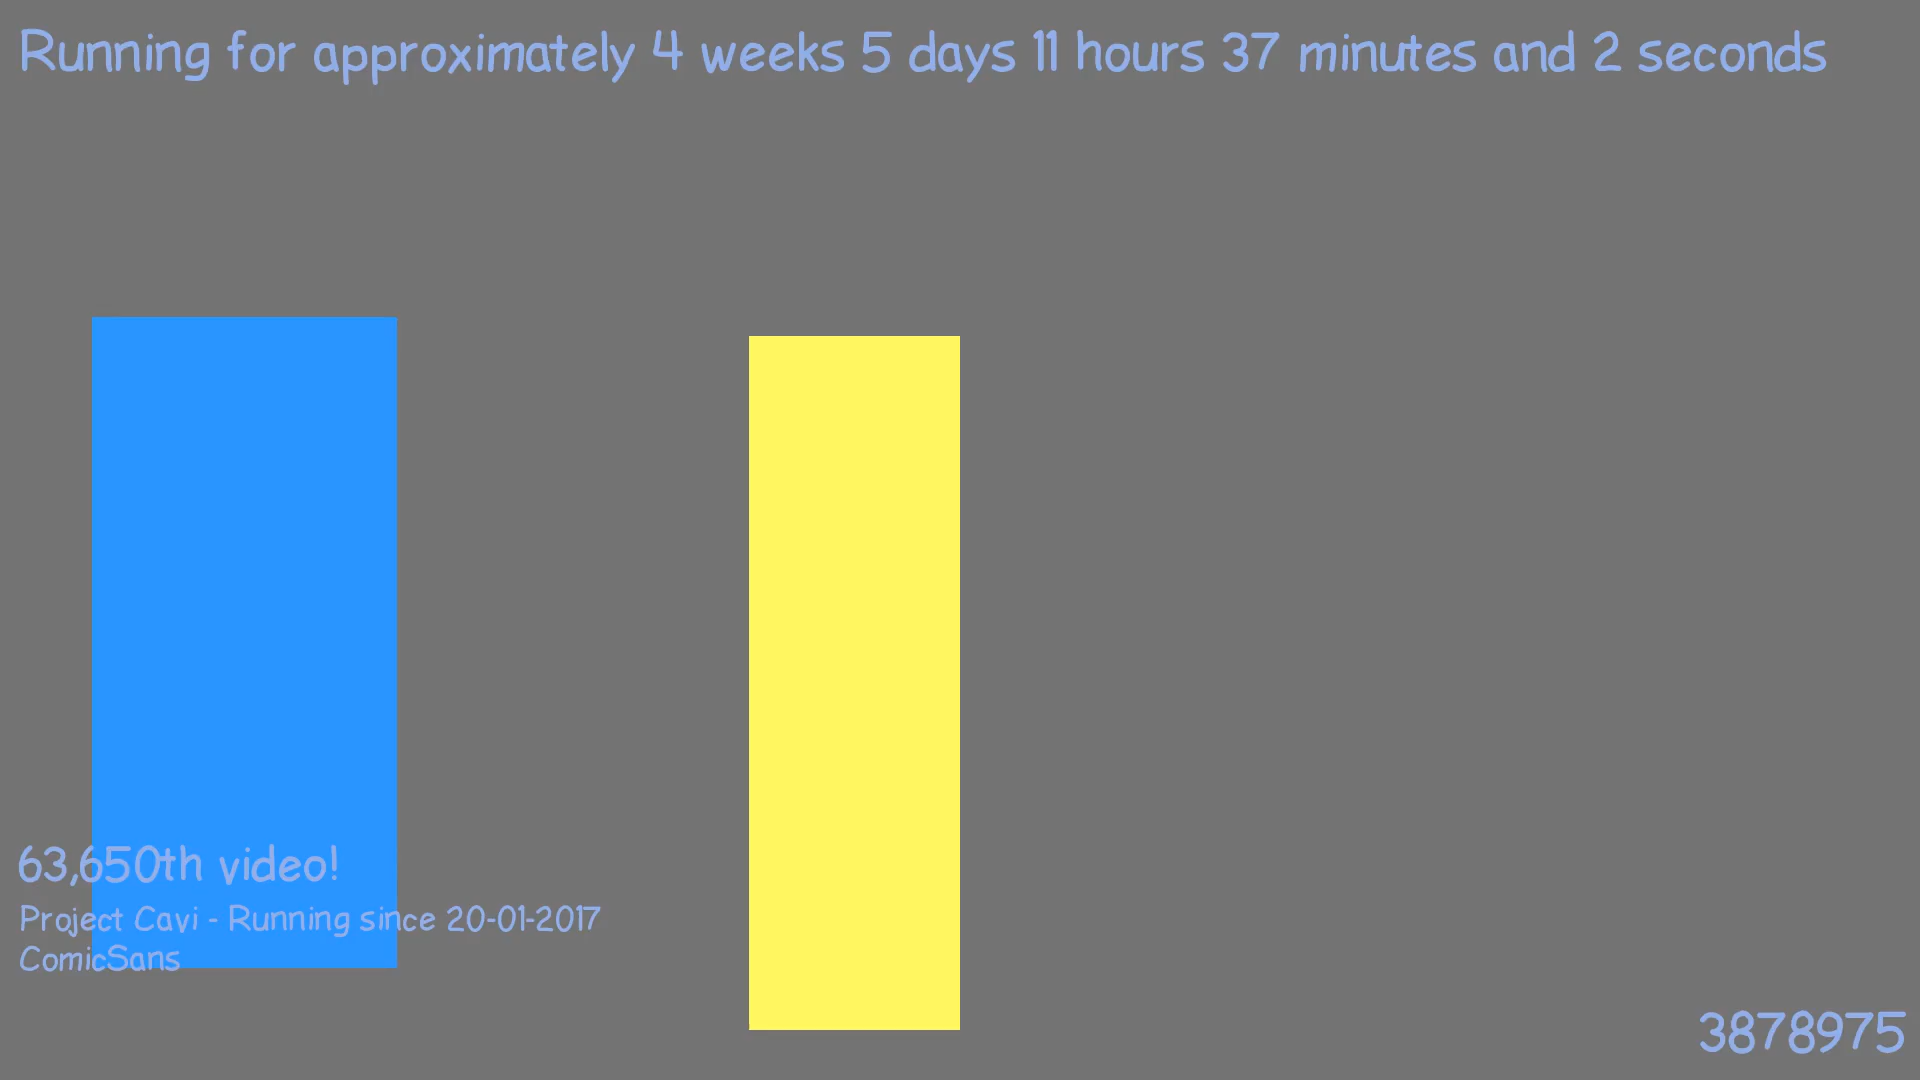 Running for approximately 4 weeks 5 days 11 hours 37 minutes and 2 seconds
63,650th video!
Project Cavi - Running since 20-01-2017
ComicSans
3878975